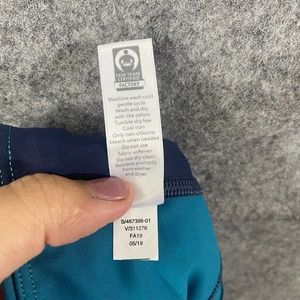 FAIR TRADE
CERTIFIED
FACTORY
Machine wash cold
gentle cycle
Wash and dry
with like colors
Tumble dry low
Cool iron
Only non-chlorine
bleach when needed
Do not use
fabric softener
Do not dry clean
Remove promptly
from washer
and dryer
S/467398-01
V/311276
FA19
05/19